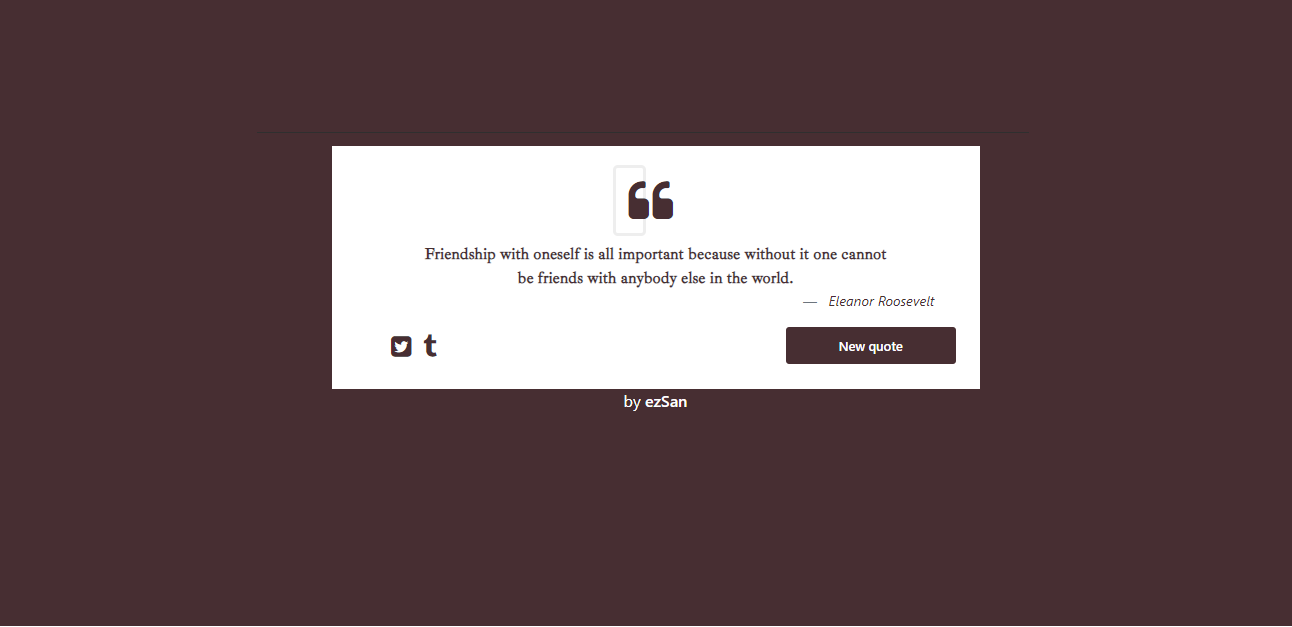 Friendship with oneself is all important because without it one cannot
be friends with anybody else in the world.
— Eleanor Roosevelt
New quote
by ezSan